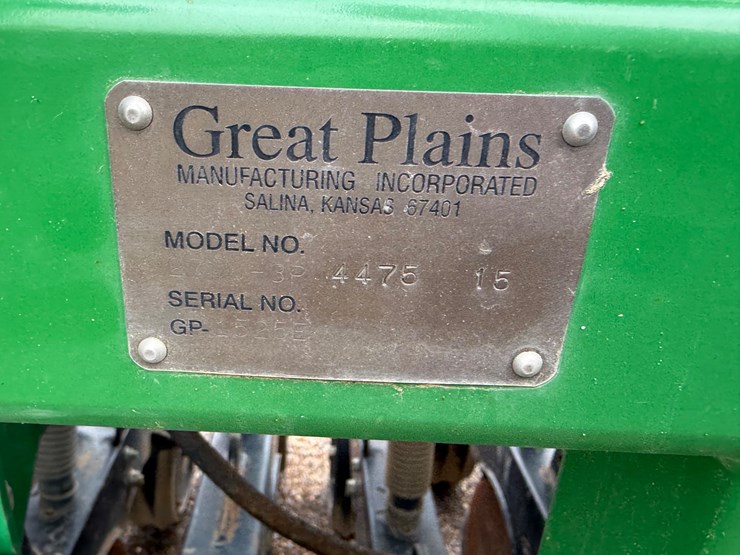 Great Plains
MANUFACTURING INCORPORATED
SALINA, KANSAS 67401
MODEL NO.
4475 15
SERIAL NO.
GP-